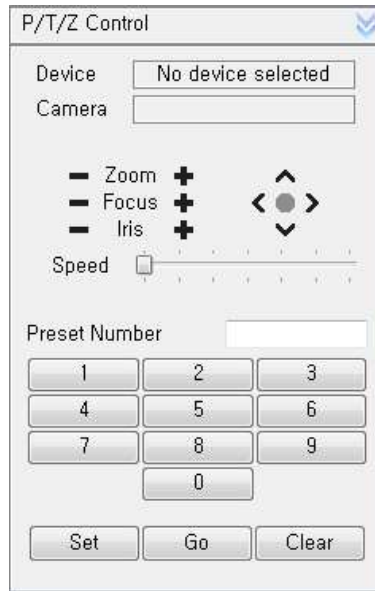 P/T/Z Control
Device No device selected
Camera
− Zoom +
− Focus +
− Iris +
Speed
Preset Number
1 2 3
4 5 6
7 8 9
0
Set Go Clear